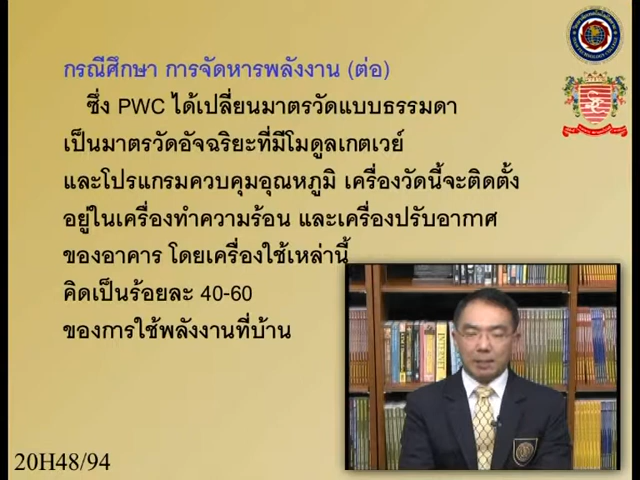 กรณีศึกษา การจัดหารพลังงาน (ต่อ)
ซึ่ง PWC ได้เปลี่ยนมาตรวัดแบบธรรมดา
เป็นมาตรวัดอัจฉริยะที่มีโมดูลเกตเวย์
และโปรแกรมควบคุมอุณหภูมิ เครื่องวัดนี้จะติดตั้ง
อยู่ในเครื่องทำความร้อน และเครื่องปรับอากาศ
ของอาคาร โดยเครื่องใช้เหล่านี้
คิดเป็นร้อยละ 40-60
ของการใช้พลังงานที่บ้าน
INTERNET
20H48/94